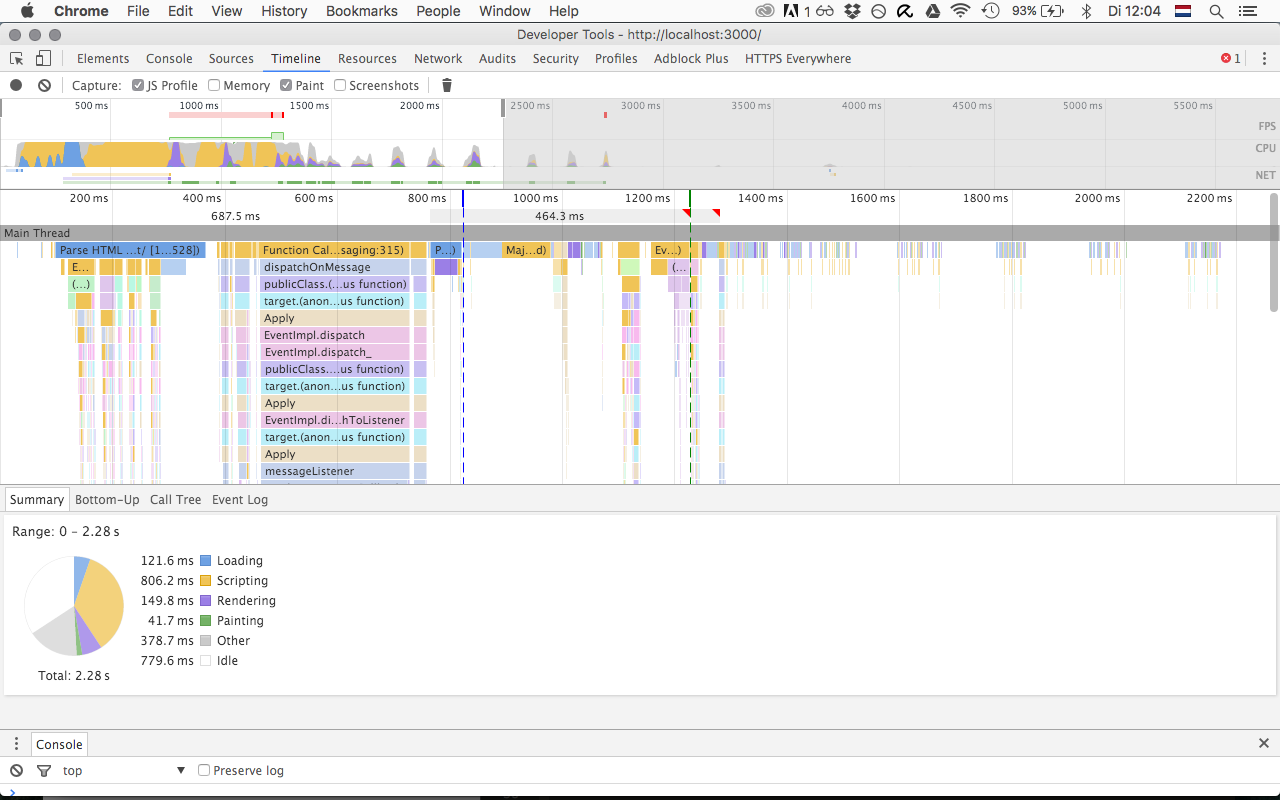 Chrome File Edit View History Bookmarks People Window Help 1 93% Di 12:04
Developer Tools - http://localhost:3000/
Elements Console Sources Timeline Resources Network Audits Security Profiles Adblock Plus HTTPS Everywhere 1
Capture: JS Profile Memory Paint Screenshots
500 ms 1000 ms 1500 ms 2000 ms 2500 ms 3000 ms 3500 ms 4000 ms 4500 ms 5000 ms 5500 ms
FPS
CPU
NET
200 ms 400 ms 600 ms 800 ms 1000 ms 1200 ms 1400 ms 1600 ms 1800 ms 2000 ms 2200 ms
687.5 ms 464.3 ms
Main Thread
Parse HTML ...t/ [1...528]) Function Cal...saging:315) P...) Maj...d) Ev...)
E... dispatchOnMessage (...
(...) publicClass.(...us function)
target.(anon...us function)
Apply
EventImpl.dispatch
EventImpl.dispatch_
publicClass....us function)
target.(anon...us function)
Apply
EventImpl.di...hToListener
target.(anon...us function)
Apply
messageListener
Summary Bottom-Up Call Tree Event Log
Range: 0 – 2.28 s
121.6 ms Loading
806.2 ms Scripting
149.8 ms Rendering
41.7 ms Painting
378.7 ms Other
779.6 ms Idle
Total: 2.28 s
Console
top Preserve log